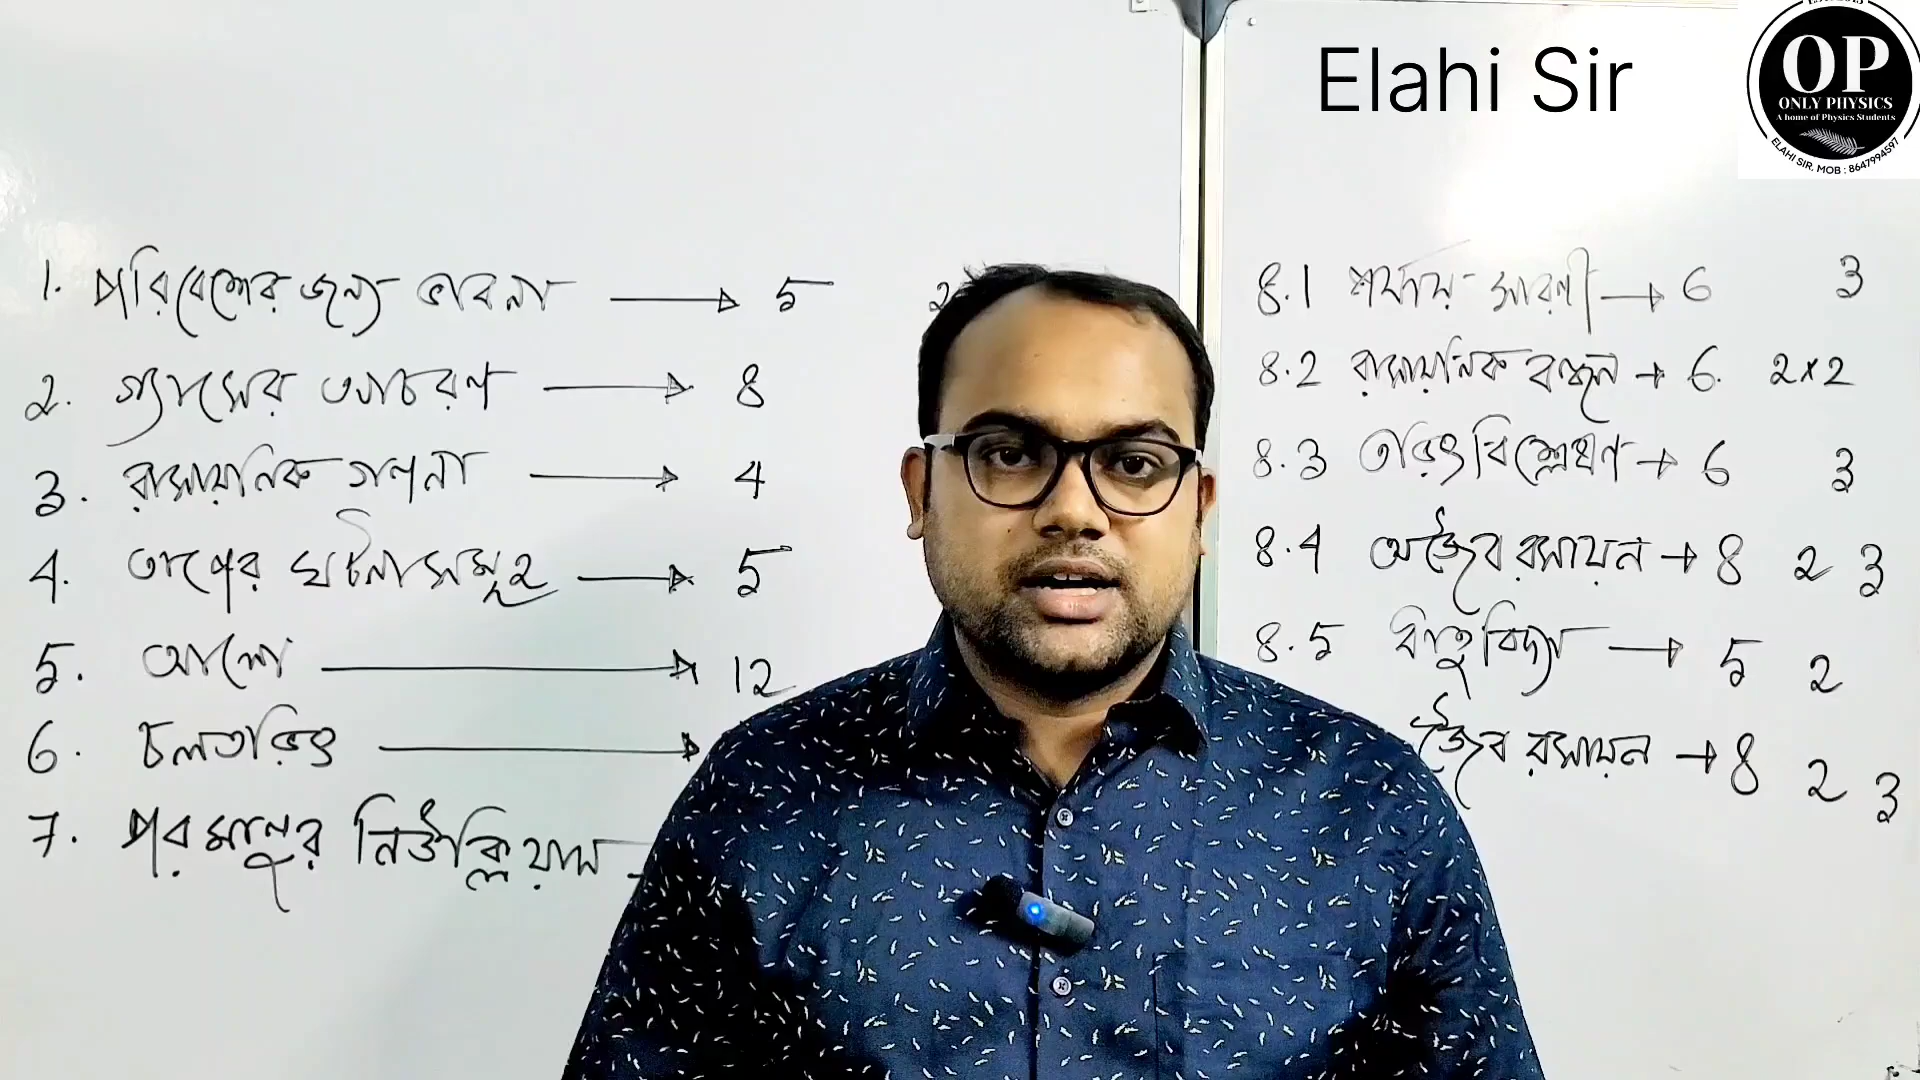 Elahi Sir
OP
ONLY PHYSICS
A home of Physics Students
ELAHI SIR, MOB : 8647994597
1. পরিবেশের জন্য ভাবনা → 5 2
2. গ্যাসের আচরণ → 8
3. রাসায়নিক গণনা → 4
4. তাপের ঘটনাসমূহ → 5
5. আলো → 12
6. চলতড়িৎ →
7. পরমাণুর নিউক্লিয়াস
8.1 পর্যায় সারণী → 6 3
8.2 রাসায়নিক বন্ধন → 6. 2×2
8.3 তড়িৎ বিশ্লেষণ → 6 3
8.4 অজৈব রসায়ন → 8 2 3
8.5 ধাতুবিদ্যা → 5 2
জৈব রসায়ন → 8 2 3